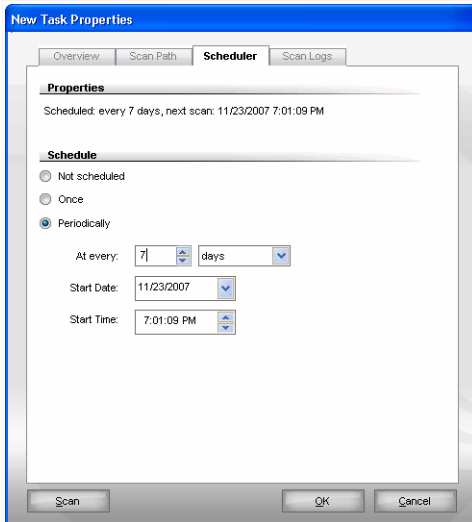 New Task Properties
Overview Scan Path Scheduler Scan Logs
Properties
Scheduled: every 7 days, next scan: 11/23/2007 7:01:09 PM
Schedule
Not scheduled
Once
Periodically
At every: 7 days
Start Date: 11/23/2007
Start Time: 7:01:09 PM
Scan OK Cancel